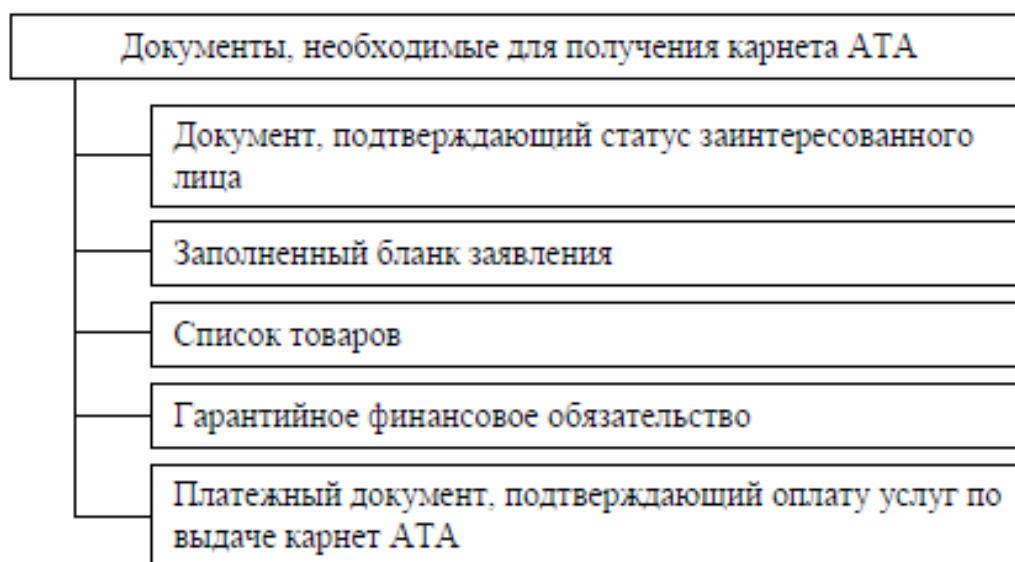 Документы, необходимые для получения карнета АТА
Документ, подтверждающий статус заинтересованного
лица
Заполненный бланк заявления
Список товаров
Гарантийное финансовое обязательство
Платежный документ, подтверждающий оплату услуг по
выдаче карнет АТА